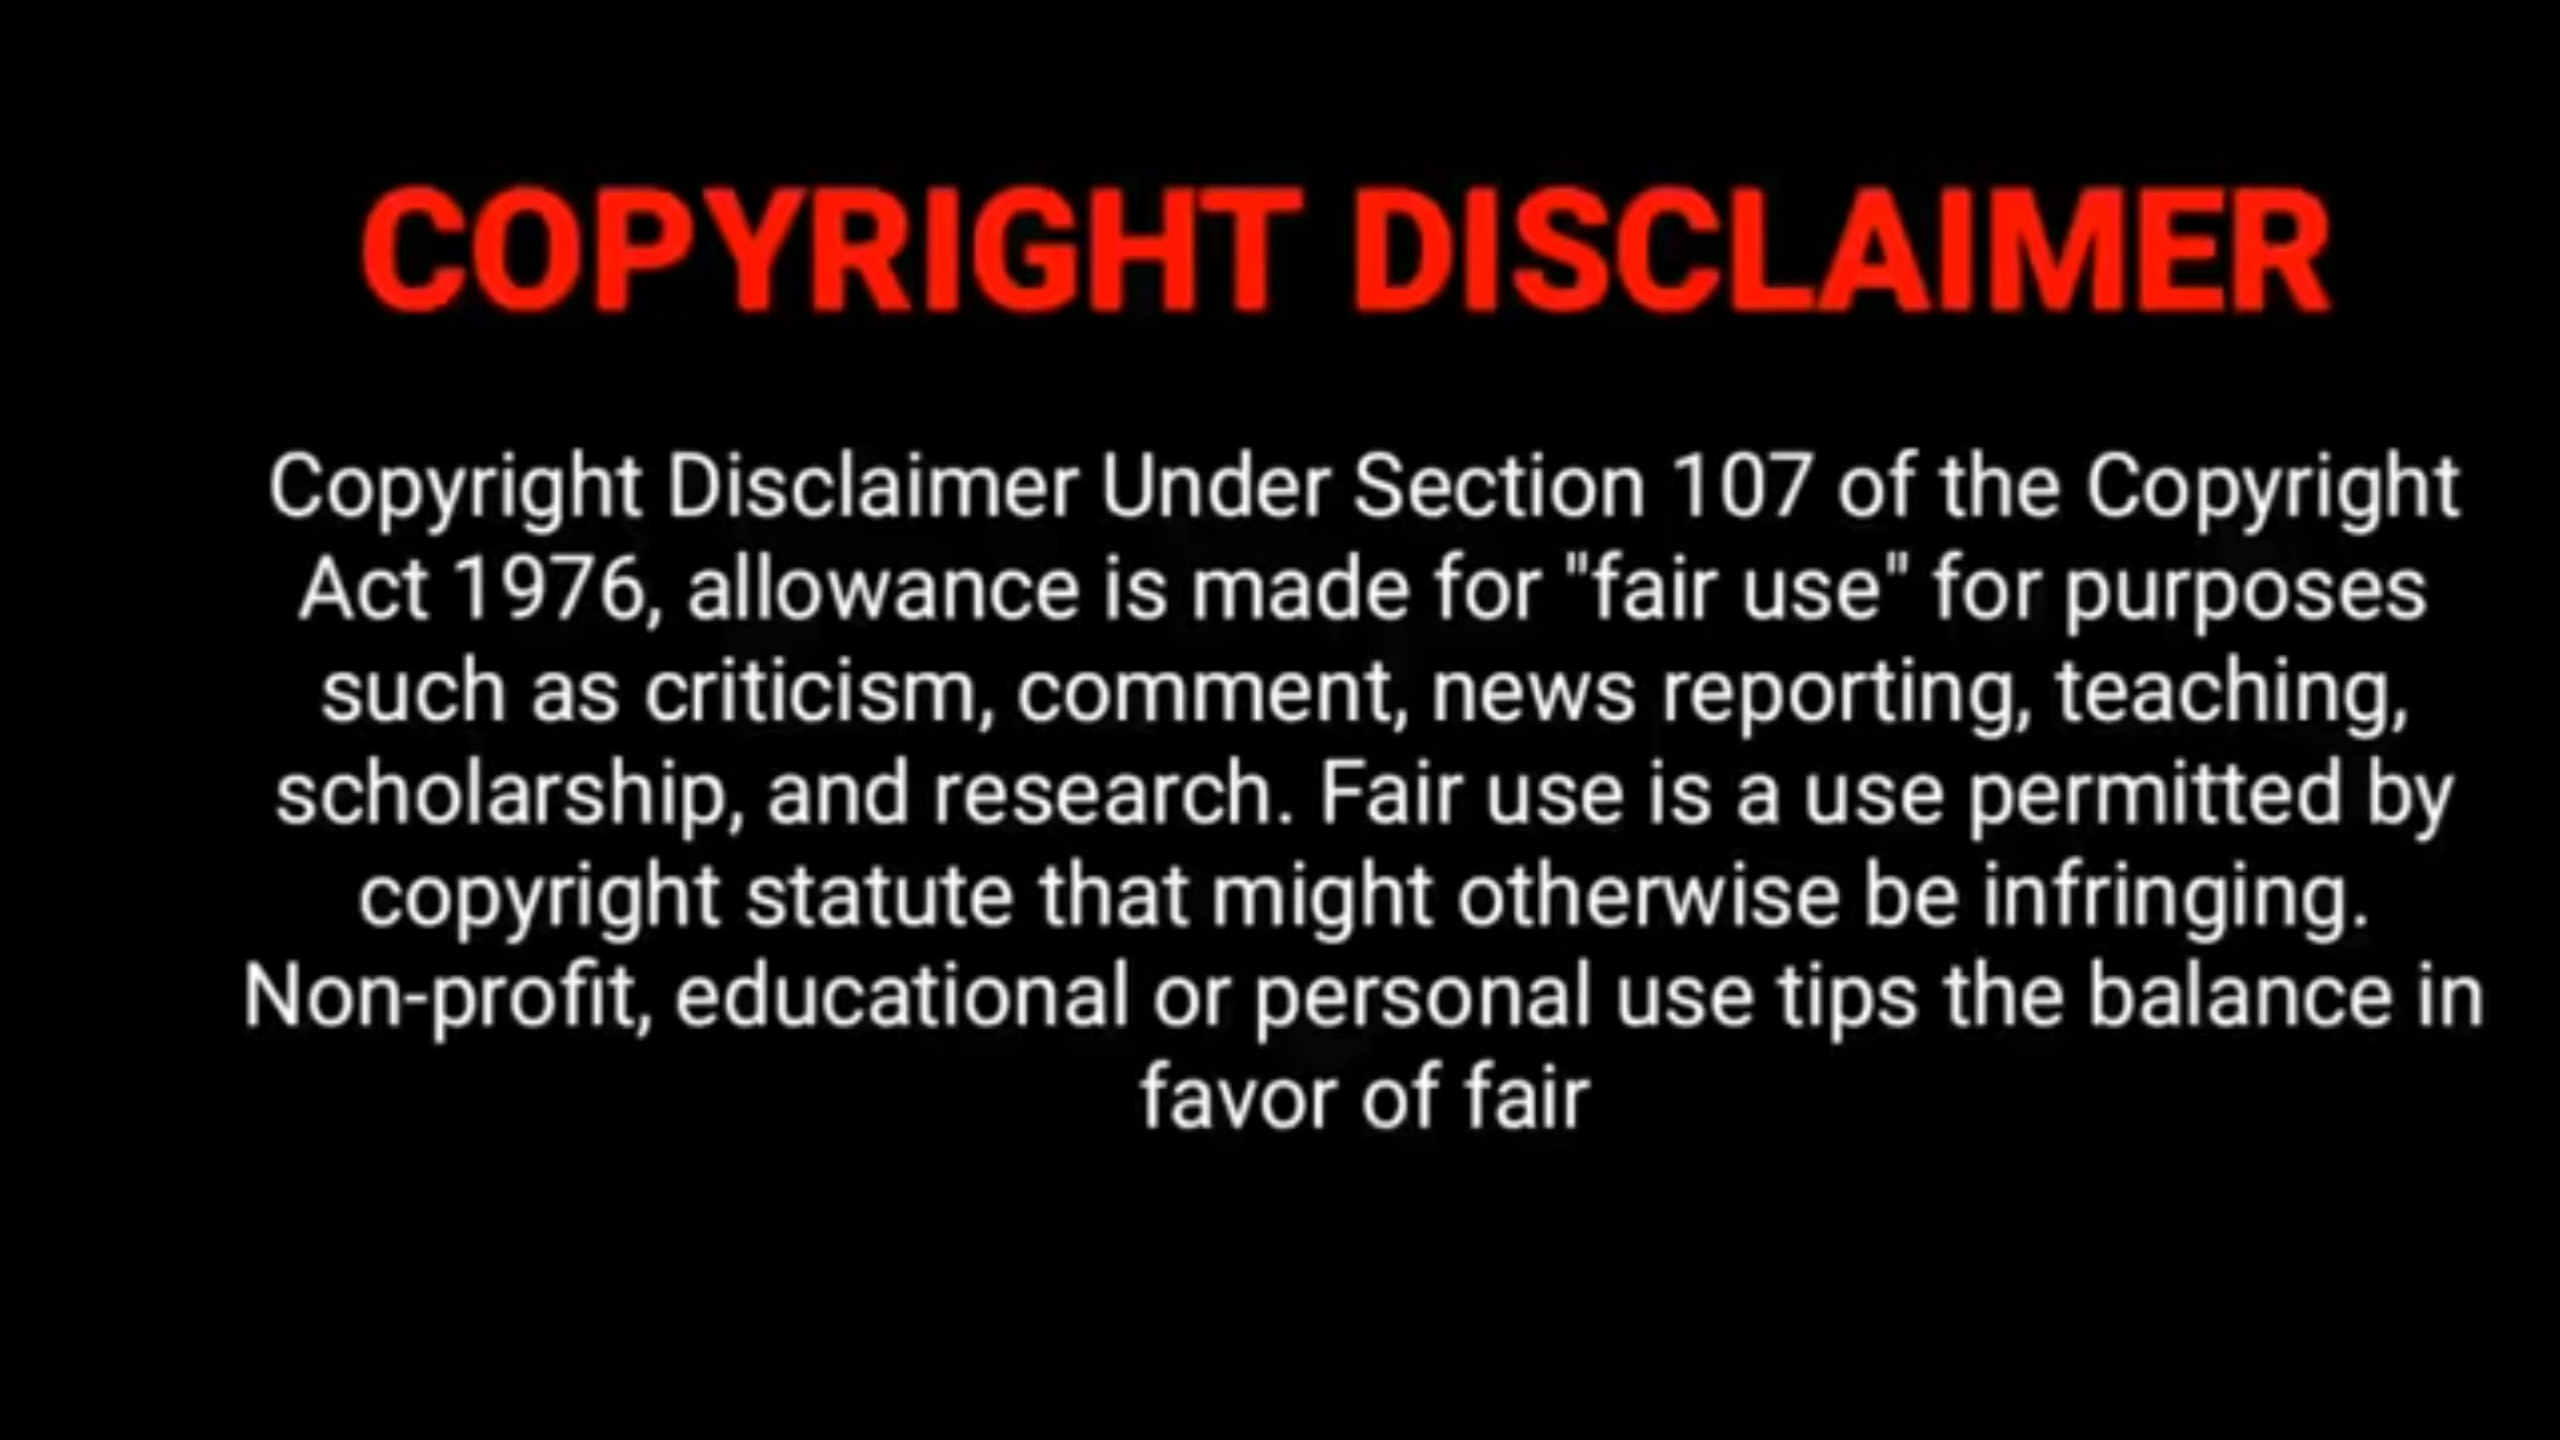 COPYRIGHT DISCLAIMER
Copyright Disclaimer Under Section 107 of the Copyright
Act 1976, allowance is made for "fair use" for purposes
such as criticism, comment, news reporting, teaching,
scholarship, and research. Fair use is a use permitted by
copyright statute that might otherwise be infringing.
Non-profit, educational or personal use tips the balance in
favor of fair